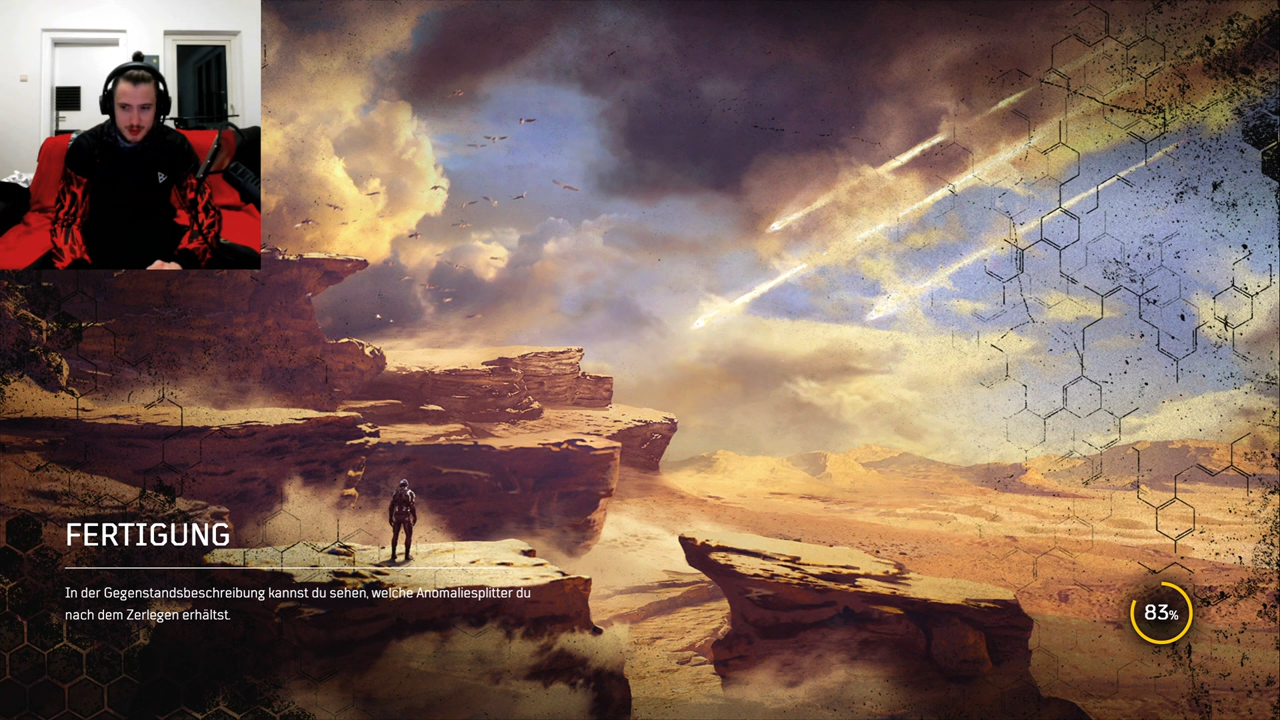 FERTIGUNG
In der Gegenstandsbeschreibung kannst du sehen, welche Anomaliesplitter du
nach dem Zerlegen erhältst.
83%